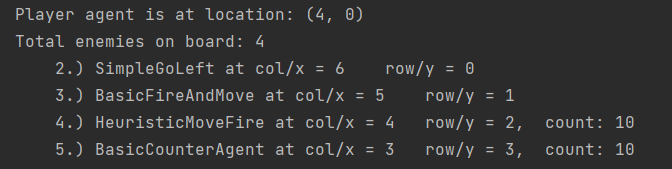 Player agent is at location: (4, 0)
Total enemies on board: 4
2.) SimpleGoLeft at col/x = 6    row/y = 0
3.) BasicFireAndMove at col/x = 5    row/y = 1
4.) HeuristicMoveFire at col/x = 4   row/y = 2,  count: 10
5.) BasicCounterAgent at col/x = 3   row/y = 3,  count: 10